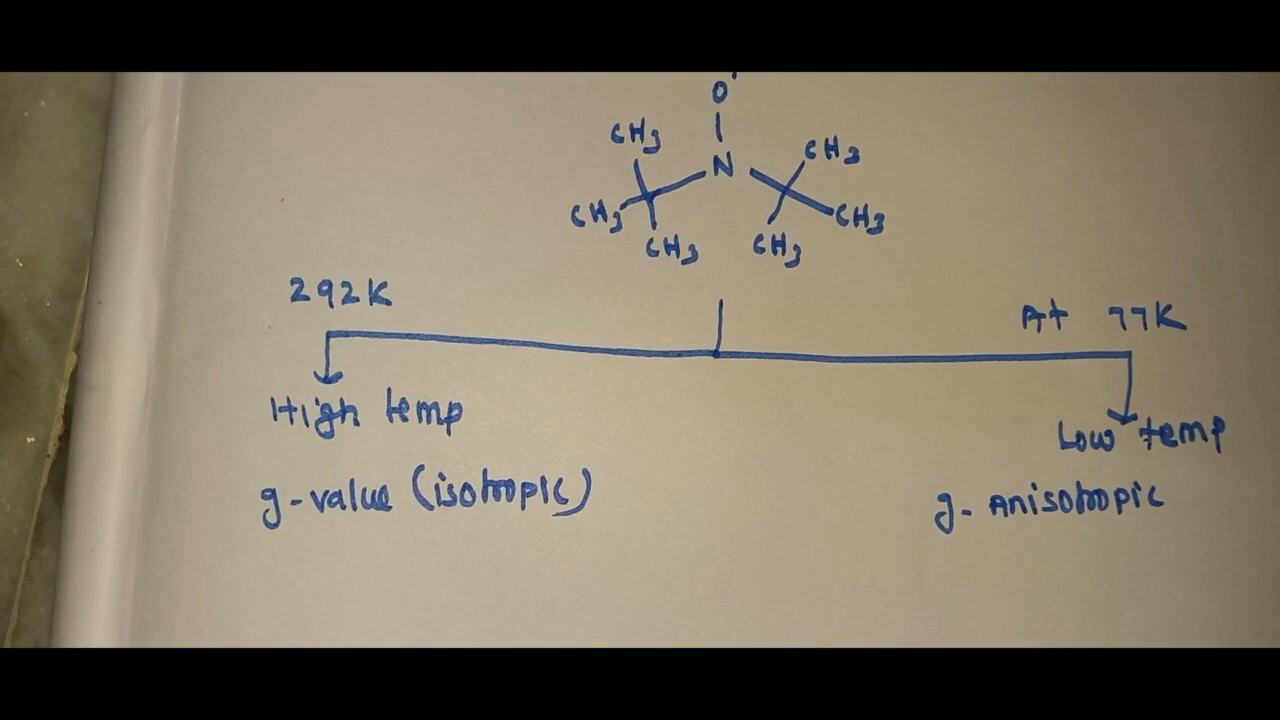 O˙
CH3 N CH3
CH3 CH3
CH3 CH3
292K At 77K
High temp Low temp
g-value (isotropic) g- Anisotropic